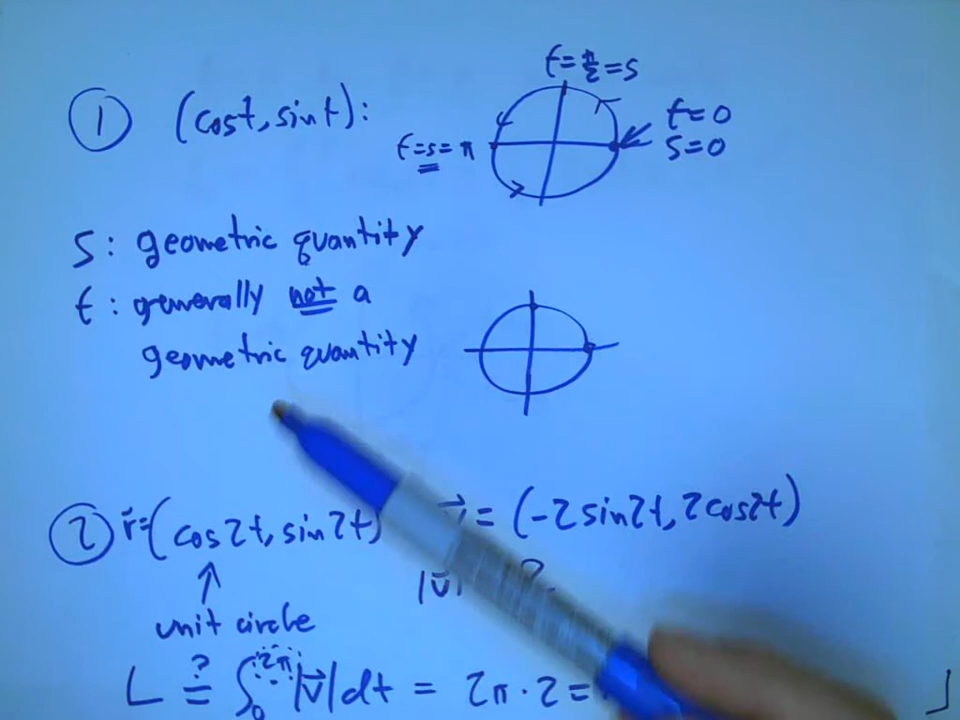 t = π/2 = s
① (cost, sint):
t=s=π
t=0
s=0
s: geometric quantity
t: generally not a
geometric quantity
② r⃗=(cos2t, sin2t)
= (-2sin2t, 2cos2t)
|v⃗|
2
unit circle
L ≟ ∫₀^2π |v⃗|dt = 2π·2 =